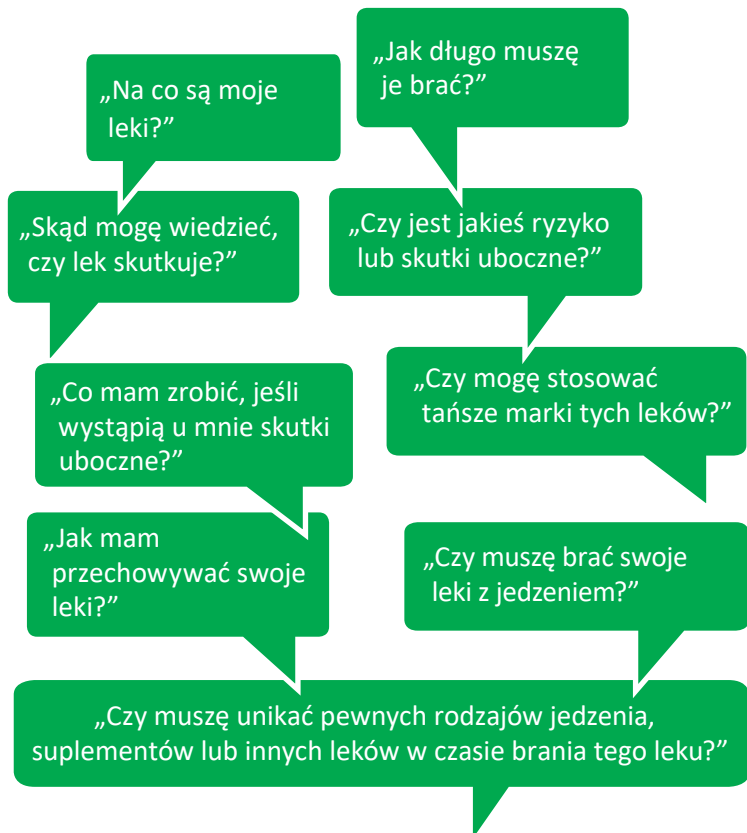 „Na co są moje
leki?”
„Jak długo muszę
je brać?”
„Skąd mogę wiedzieć,
czy lek skutkuje?”
„Czy jest jakieś ryzyko
lub skutki uboczne?”
„Co mam zrobić, jeśli
wystąpią u mnie skutki
uboczne?”
„Czy mogę stosować
tańsze marki tych leków?”
„Jak mam
przechowywać swoje
leki?”
„Czy muszę brać swoje
leki z jedzeniem?”
„Czy muszę unikać pewnych rodzajów jedzenia,
suplementów lub innych leków w czasie brania tego leku?”